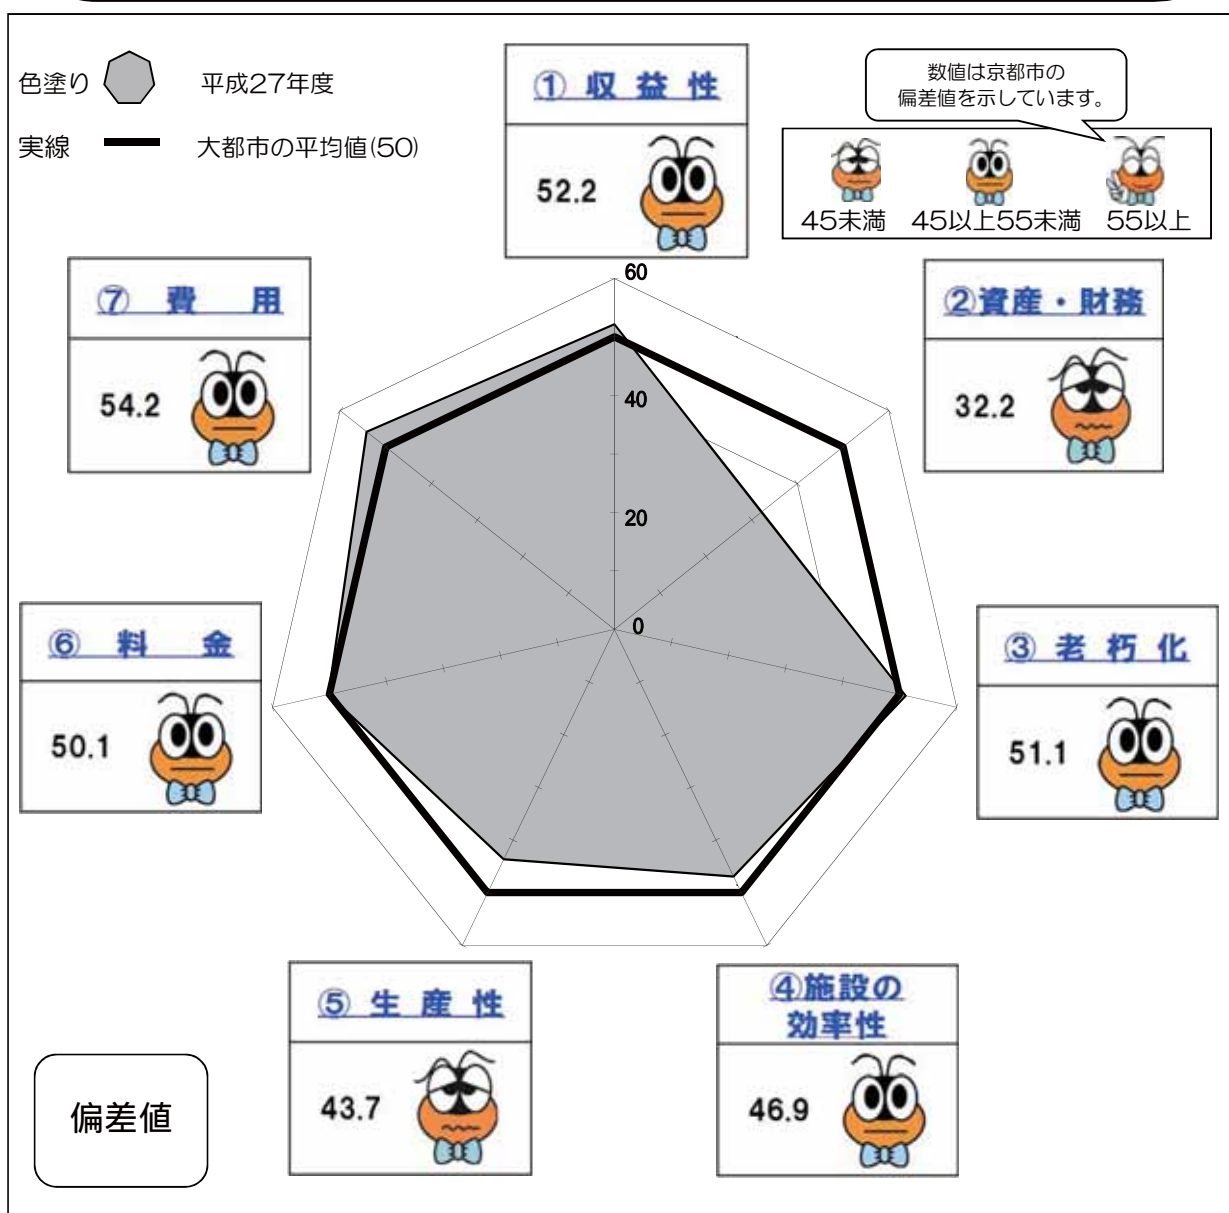 色塗り 平成27年度
実線 大都市の平均値(50)
① 収 益 性
52.2
数値は京都市の
偏差値を示しています。
45未満 45以上55未満 55以上
⑦ 費 用
54.2
②資産・財務
32.2
60
40
20
0
⑥ 料 金
50.1
③ 老 朽 化
51.1
⑤ 生 産 性
43.7
④施設の
効率性
46.9
偏差値